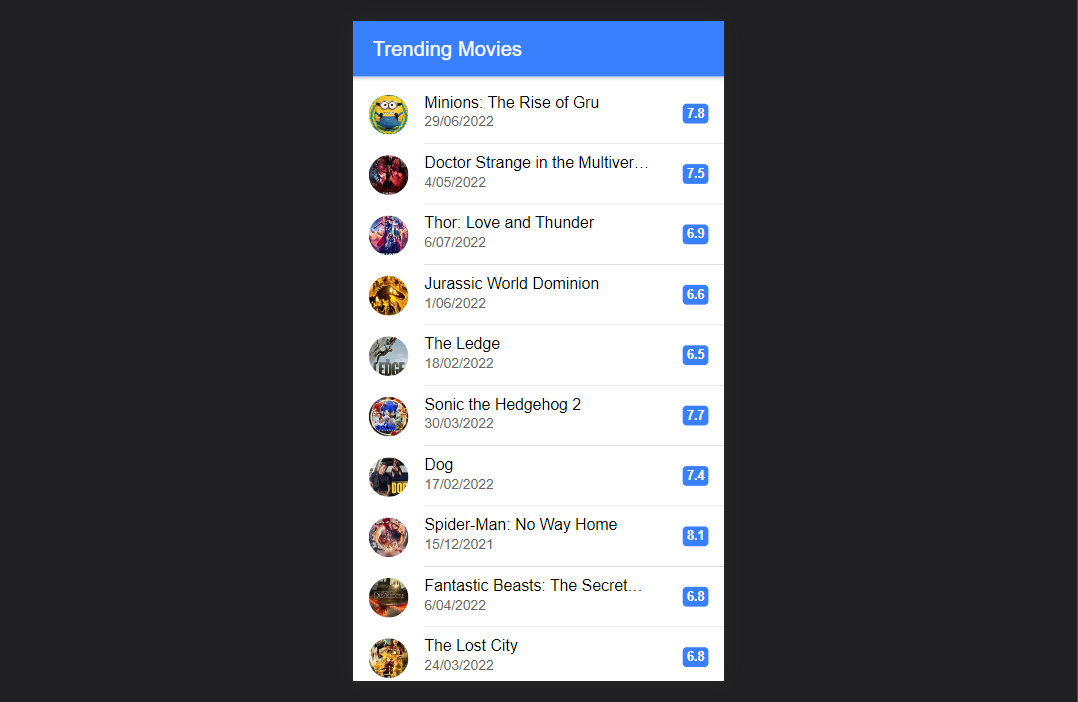 Trending Movies
Minions: The Rise of Gru
29/06/2022
7.8
Doctor Strange in the Multiver…
4/05/2022
7.5
Thor: Love and Thunder
6/07/2022
6.9
Jurassic World Dominion
1/06/2022
6.6
The Ledge
18/02/2022
6.5
Sonic the Hedgehog 2
30/03/2022
7.7
Dog
17/02/2022
7.4
Spider-Man: No Way Home
15/12/2021
8.1
Fantastic Beasts: The Secret…
6/04/2022
6.8
The Lost City
24/03/2022
6.8